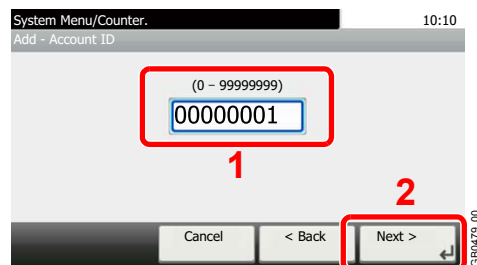 System Menu/Counter. 10:10
Add - Account ID
(0 – 99999999)
00000001
1
2
Cancel < Back Next >
GB0479_00